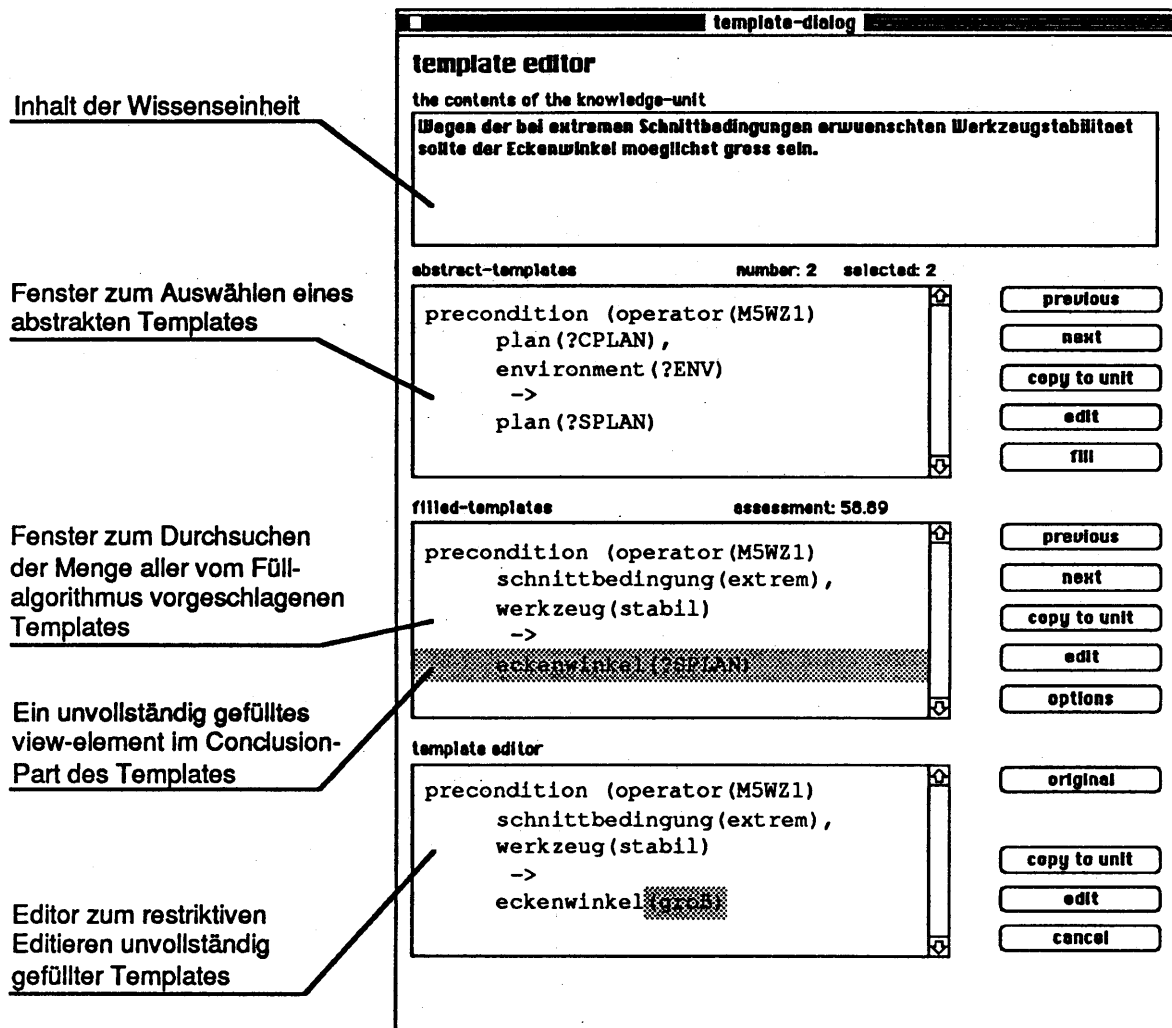 template-dialog
template editor
Inhalt der Wissenseinheit
the contents of the knowledge-unit
Wegen der bei extremen Schnittbedingungen erwuenschten Werkzeugstabilitaet
sollte der Eckenwinkel moeglichst gross sein.
Fenster zum Auswählen eines
abstrakten Templates
abstract-templates number: 2 selected: 2
precondition (operator(M5WZ1)
plan(?CPLAN),
environment(?ENV)
->
plan(?SPLAN)
previous
next
copy to unit
edit
fill
Fenster zum Durchsuchen
der Menge aller vom Füll-
algorithmus vorgeschlagenen
Templates
filled-templates assessment: 58.89
precondition (operator(M5WZ1)
schnittbedingung(extrem),
werkzeug(stabil)
->
eckenwinkel(?SPLAN)
previous
next
copy to unit
edit
options
Ein unvollständig gefülltes
view-element im Conclusion-
Part des Templates
template editor
precondition (operator(M5WZ1)
schnittbedingung(extrem),
werkzeug(stabil)
->
eckenwinkel(groß)
original
copy to unit
edit
cancel
Editor zum restriktiven
Editieren unvollständig
gefüllter Templates